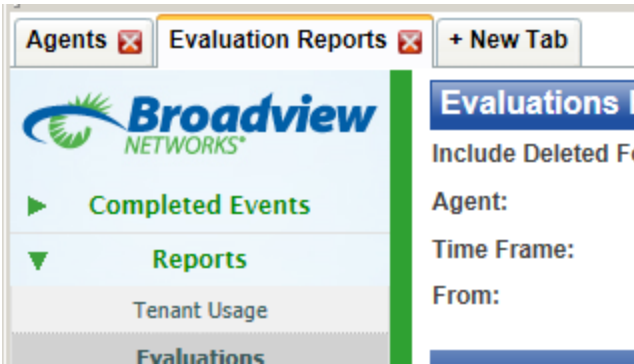 Agents Evaluation Reports + New Tab
Broadview
NETWORKS®
Completed Events
Reports
Tenant Usage
Evaluations
Evaluations
Include Deleted
Agent:
Time Frame:
From: